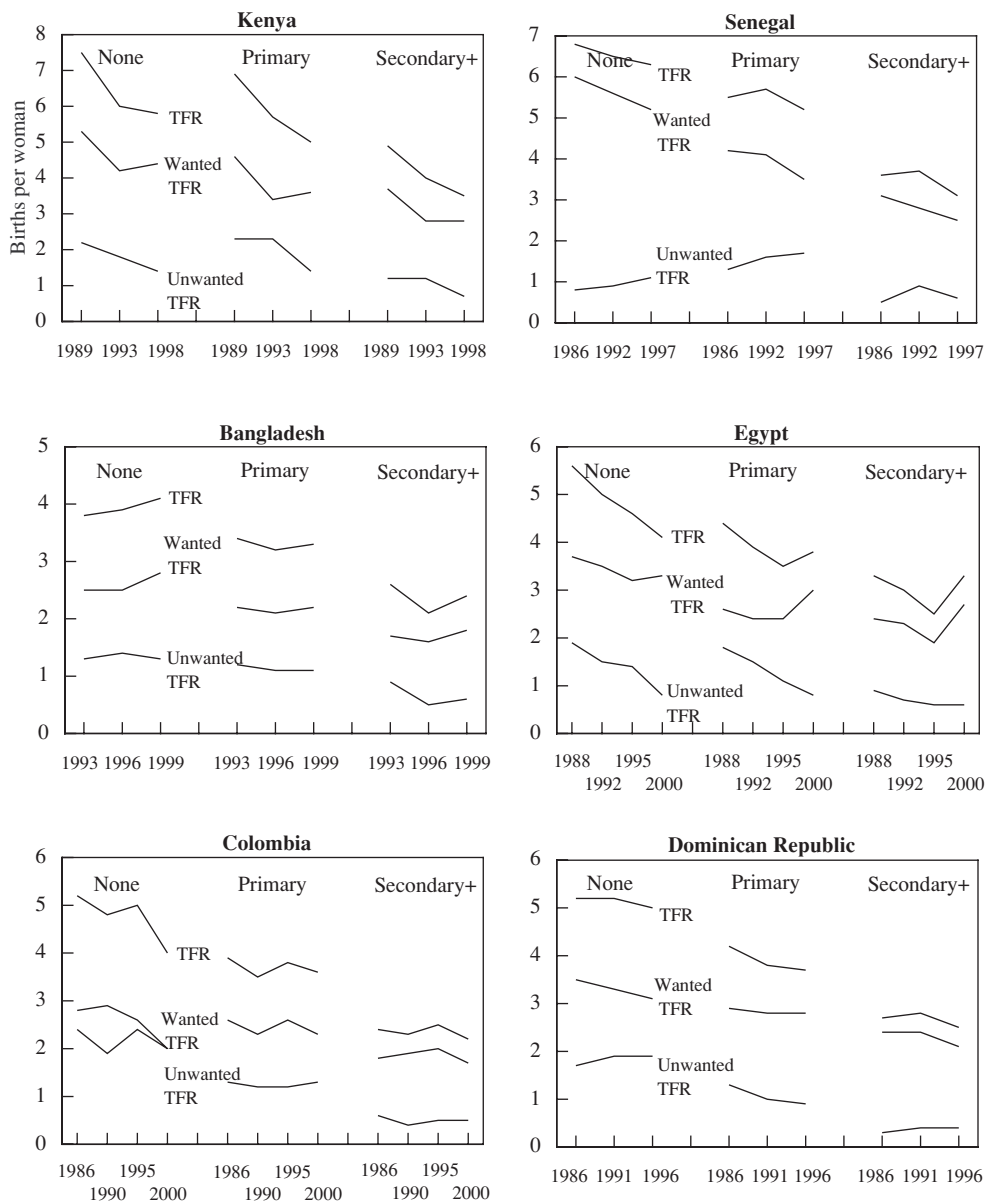 Kenya
8
7
6
5
4
3
2
1
0
Births per woman
None
Primary
Secondary+
TFR
Wanted
TFR
Unwanted
TFR
1989 1993 1998
1989 1993 1998
1989 1993 1998
Senegal
7
6
5
4
3
2
1
0
None
Primary
Secondary+
TFR
Wanted
TFR
Unwanted
TFR
1986 1992 1997
1986 1992 1997
1986 1992 1997
Bangladesh
5
4
3
2
1
0
None
Primary
Secondary+
TFR
Wanted
TFR
Unwanted
TFR
1993 1996 1999
1993 1996 1999
1993 1996 1999
Egypt
6
5
4
3
2
1
0
None
Primary
Secondary+
TFR
Wanted
TFR
Unwanted
TFR
1988 1995
1992 2000
1988 1995
1992 2000
1988 1995
1992 2000
Colombia
6
5
4
3
2
1
0
None
Primary
Secondary+
TFR
Wanted
TFR
Unwanted
TFR
1986 1995
1990 2000
1986 1995
1990 2000
1986 1995
1990 2000
Dominican Republic
6
5
4
3
2
1
0
None
Primary
Secondary+
TFR
Wanted
TFR
Unwanted
TFR
1986 1991 1996
1986 1991 1996
1986 1991 1996